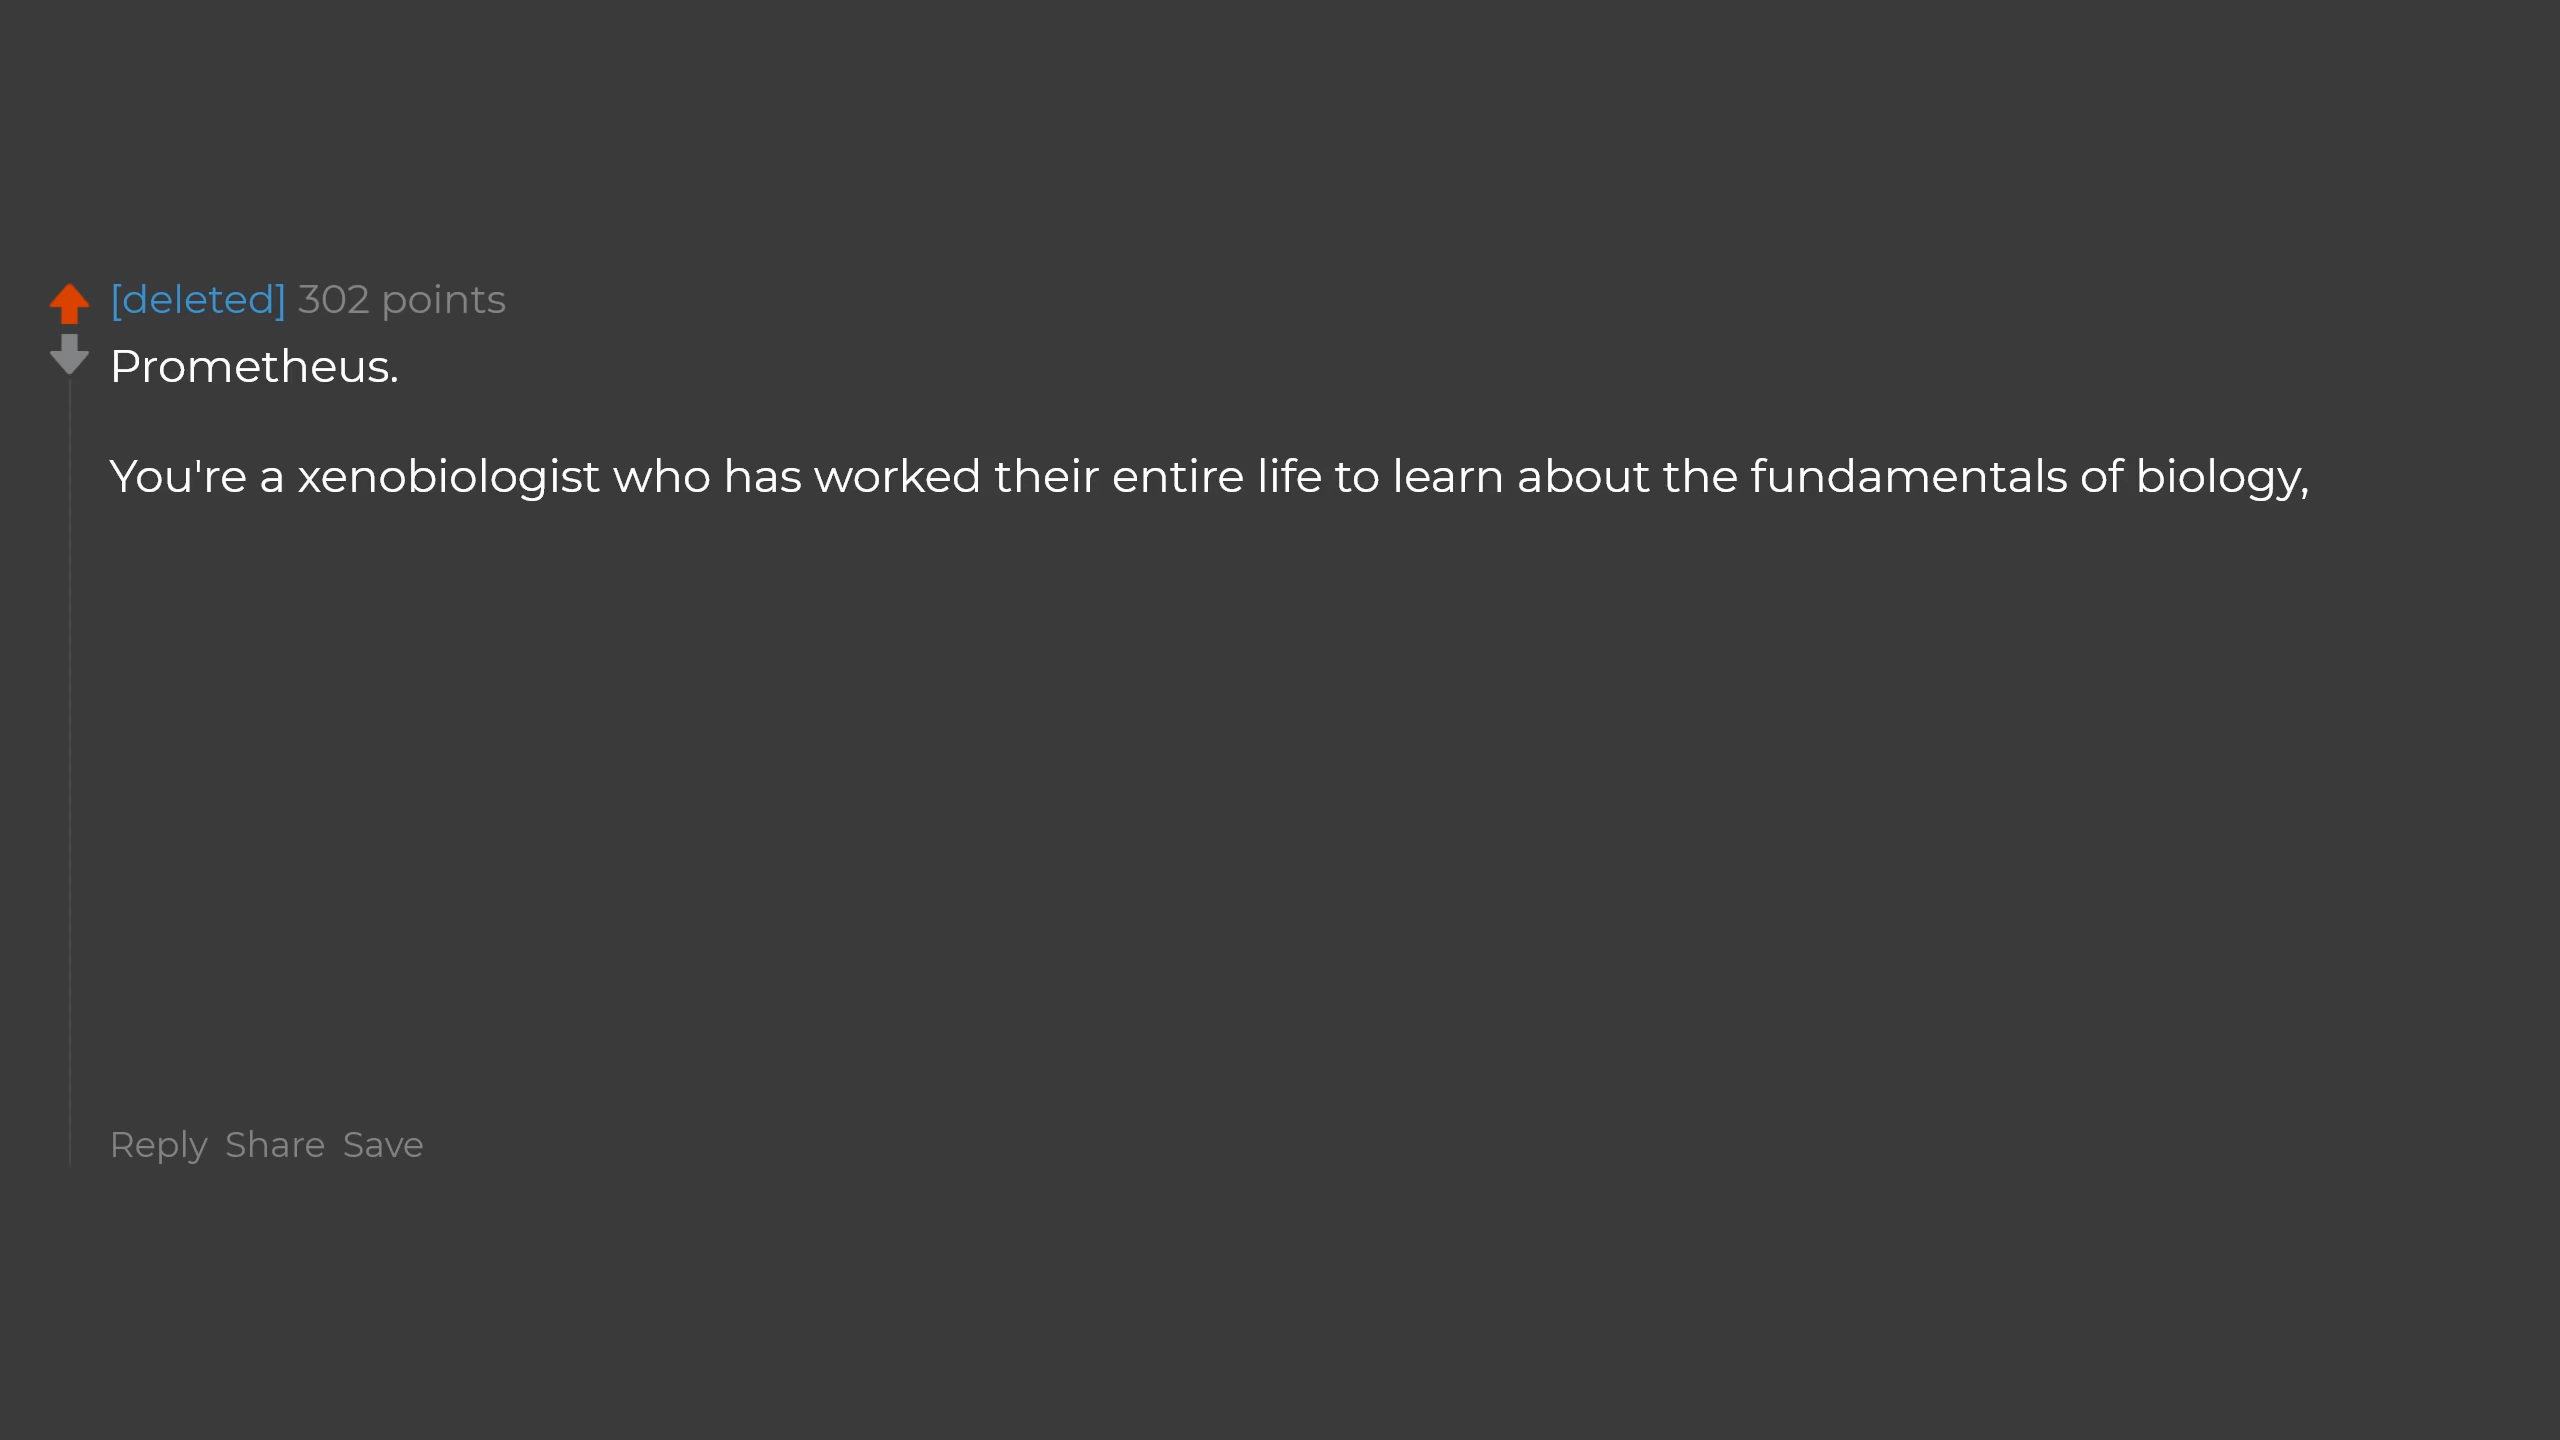 [deleted] 302 points
Prometheus.
You're a xenobiologist who has worked their entire life to learn about the fundamentals of biology,
Reply Share Save